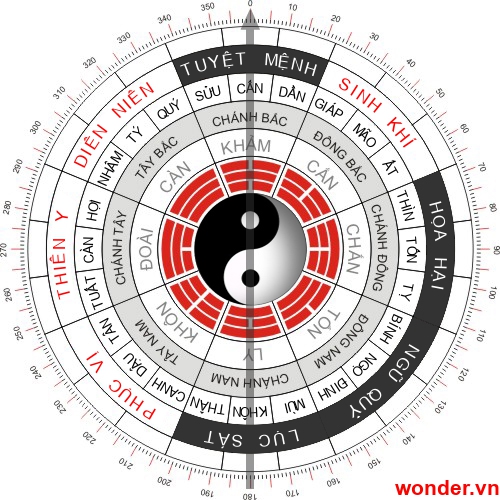 0
10
20
30
40
50
60
70
80
90
100
110
120
130
140
150
160
170
180
190
200
210
220
230
240
250
260
270
280
290
300
310
320
330
340
350
TUYỆT MỆNH
SINH KHÍ
HỌA HẠI
NGŨ QUỶ
LỤC SÁT
PHỤC VỊ
THIÊN Y
DIÊN NIÊN
SỬU
CẤN
DẦN
GIÁP
MÃO
ẤT
THÌN
TỐN
TỴ
BÍNH
NGỌ
ĐINH
MÙI
KHÔN
THÂN
CANH
DẬU
TÂN
TUẤT
CÀN
HỢI
NHÂM
TÝ
QUÝ
CHÁNH BẮC
ĐÔNG BẮC
CHÁNH ĐÔNG
ĐÔNG NAM
CHÁNH NAM
TÂY NAM
CHÁNH TÂY
TÂY BẮC
KHẢM
CẤN
CHẤN
TỐN
LY
KHÔN
ĐOÀI
CÀN
wonder.vn